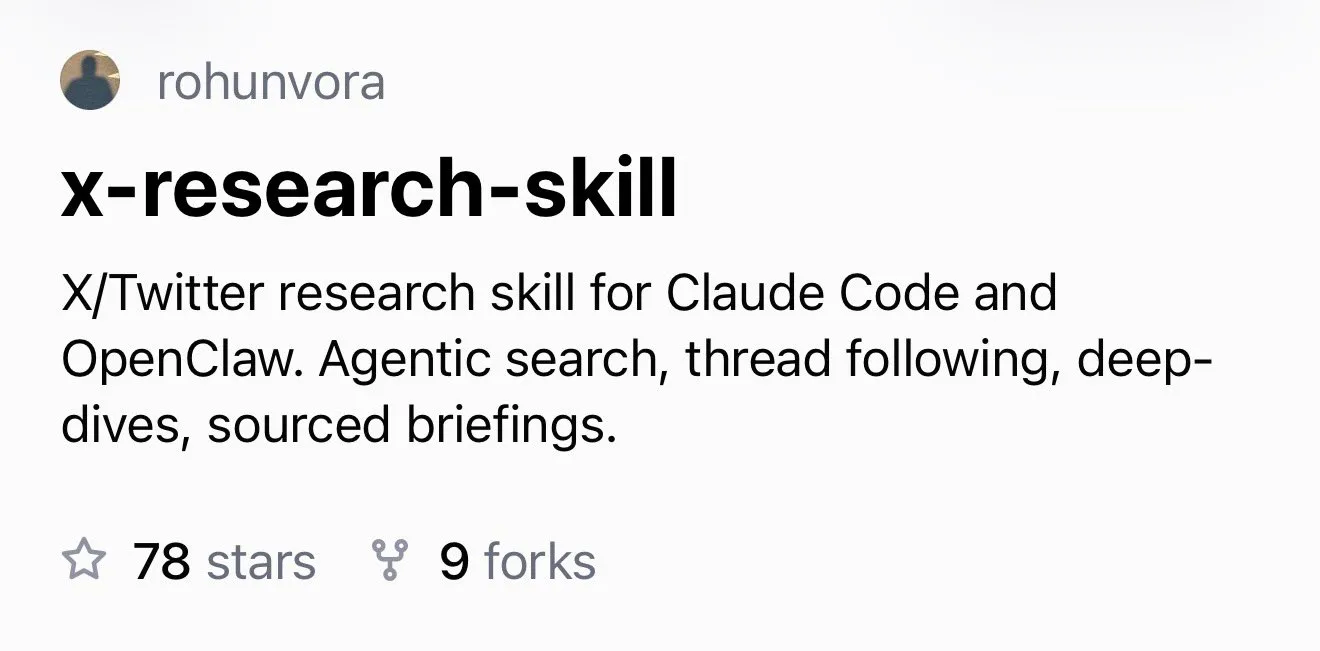 rohunvora
x-research-skill
X/Twitter research skill for Claude Code and
OpenClaw. Agentic search, thread following, deep-
dives, sourced briefings.
78 stars 9 forks